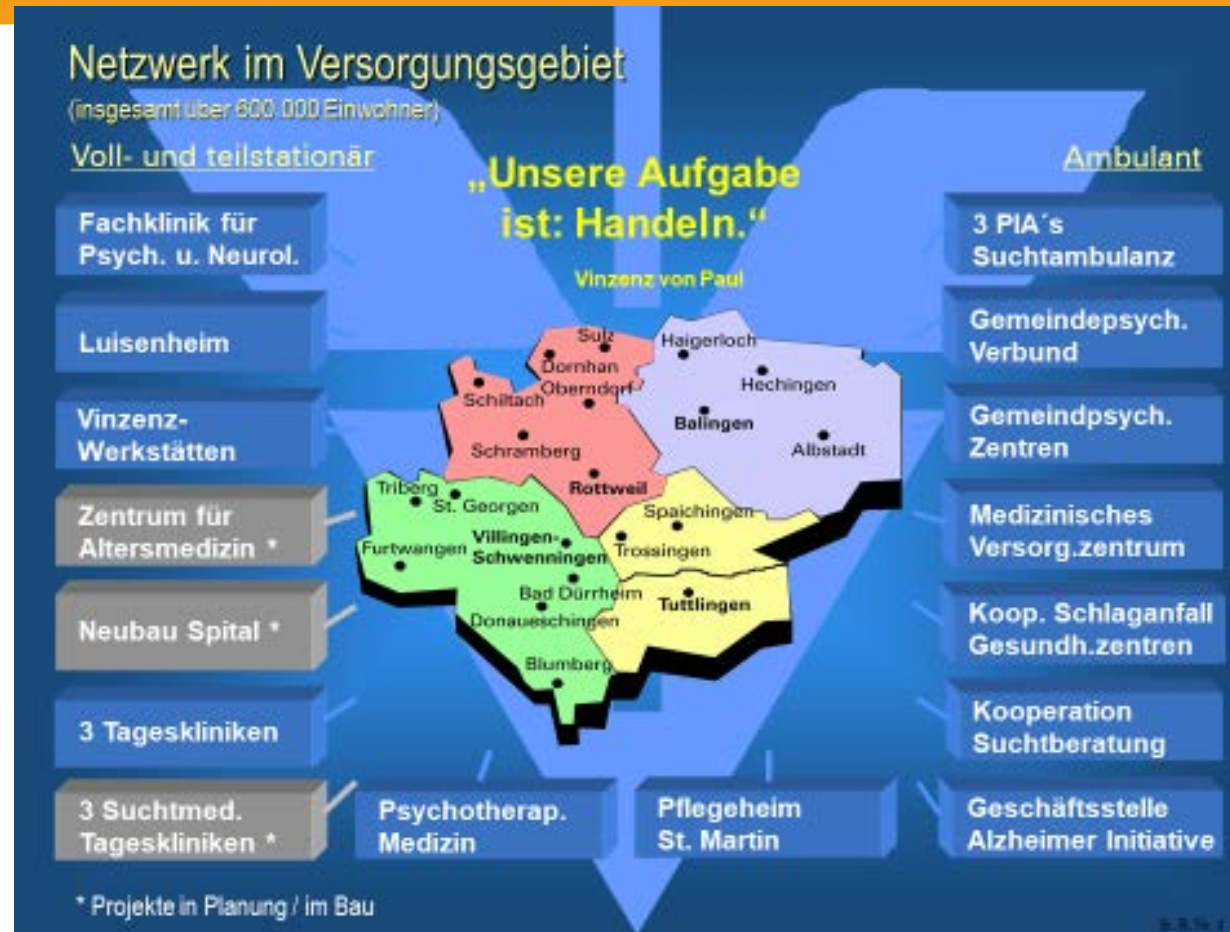 Netzwerk im Versorgungsgebiet
(insgesamt über 600.000 Einwohner)
Voll- und teilstationär
Fachklinik für
Psych. u. Neurol.
Luisenheim
Vinzenz-
Werkstätten
Zentrum für
Altersmedizin *
Neubau Spital *
3 Tageskliniken
3 Suchtmed.
Tageskliniken *
* Projekte in Planung / im Bau
„Unsere Aufgabe
ist: Handeln.“
Vinzenz von Paul
Sulz
Dornhan
Oberndorf
Schiltach
Schramberg
Rottweil
Haigerloch
Hechingen
Balingen
Albstadt
Triberg
St. Georgen
Furtwangen
Villingen-
Schwenningen
Bad Dürrheim
Donaueschingen
Blumberg
Spaichingen
Trossingen
Tuttlingen
Psychotherap.
Medizin
Pflegeheim
St. Martin
Ambulant
3 PIA´s
Suchtambulanz
Gemeindepsych.
Verbund
Gemeindpsych.
Zentren
Medizinisches
Versorg.zentrum
Koop. Schlaganfall
Gesundh.zentren
Kooperation
Suchtberatung
Geschäftsstelle
Alzheimer Initiative